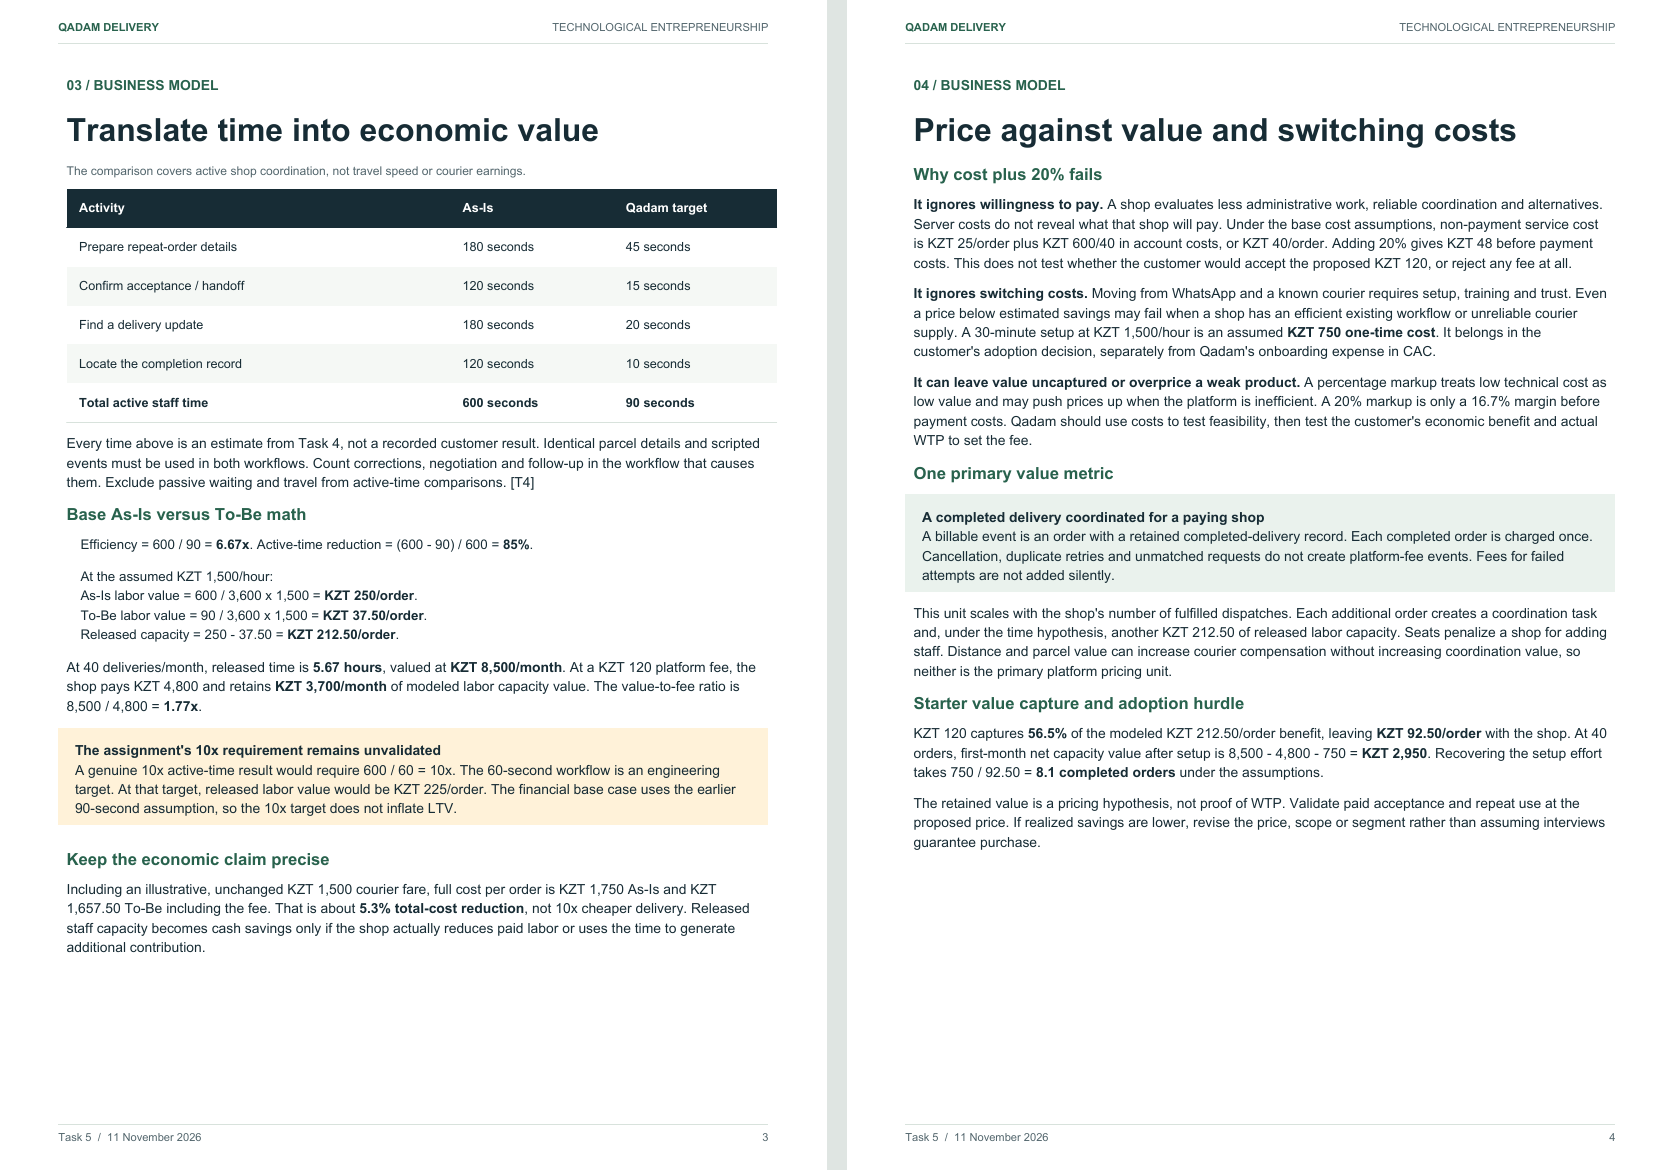 QADAM DELIVERY
TECHNOLOGICAL ENTREPRENEURSHIP
03 / BUSINESS MODEL
Translate time into economic value
The comparison covers active shop coordination, not travel speed or courier earnings.
Activity As-Is Qadam target
Prepare repeat-order details 180 seconds 45 seconds
Confirm acceptance / handoff 120 seconds 15 seconds
Find a delivery update 180 seconds 20 seconds
Locate the completion record 120 seconds 10 seconds
Total active staff time 600 seconds 90 seconds
Every time above is an estimate from Task 4, not a recorded customer result. Identical parcel details and scripted
events must be used in both workflows. Count corrections, negotiation and follow-up in the workflow that causes
them. Exclude passive waiting and travel from active-time comparisons. [T4]
Base As-Is versus To-Be math
Efficiency = 600 / 90 = 6.67x. Active-time reduction = (600 - 90) / 600 = 85%.
At the assumed KZT 1,500/hour:
As-Is labor value = 600 / 3,600 x 1,500 = KZT 250/order.
To-Be labor value = 90 / 3,600 x 1,500 = KZT 37.50/order.
Released capacity = 250 - 37.50 = KZT 212.50/order.
At 40 deliveries/month, released time is 5.67 hours, valued at KZT 8,500/month. At a KZT 120 platform fee, the
shop pays KZT 4,800 and retains KZT 3,700/month of modeled labor capacity value. The value-to-fee ratio is
8,500 / 4,800 = 1.77x.
The assignment's 10x requirement remains unvalidated
A genuine 10x active-time result would require 600 / 60 = 10x. The 60-second workflow is an engineering
target. At that target, released labor value would be KZT 225/order. The financial base case uses the earlier
90-second assumption, so the 10x target does not inflate LTV.
Keep the economic claim precise
Including an illustrative, unchanged KZT 1,500 courier fare, full cost per order is KZT 1,750 As-Is and KZT
1,657.50 To-Be including the fee. That is about 5.3% total-cost reduction, not 10x cheaper delivery. Released
staff capacity becomes cash savings only if the shop actually reduces paid labor or uses the time to generate
additional contribution.
Task 5 / 11 November 2026
3
QADAM DELIVERY
TECHNOLOGICAL ENTREPRENEURSHIP
04 / BUSINESS MODEL
Price against value and switching costs
Why cost plus 20% fails
It ignores willingness to pay. A shop evaluates less administrative work, reliable coordination and alternatives.
Server costs do not reveal what that shop will pay. Under the base cost assumptions, non-payment service cost
is KZT 25/order plus KZT 600/40 in account costs, or KZT 40/order. Adding 20% gives KZT 48 before payment
costs. This does not test whether the customer would accept the proposed KZT 120, or reject any fee at all.
It ignores switching costs. Moving from WhatsApp and a known courier requires setup, training and trust. Even
a price below estimated savings may fail when a shop has an efficient existing workflow or unreliable courier
supply. A 30-minute setup at KZT 1,500/hour is an assumed KZT 750 one-time cost. It belongs in the
customer's adoption decision, separately from Qadam's onboarding expense in CAC.
It can leave value uncaptured or overprice a weak product. A percentage markup treats low technical cost as
low value and may push prices up when the platform is inefficient. A 20% markup is only a 16.7% margin before
payment costs. Qadam should use costs to test feasibility, then test the customer's economic benefit and actual
WTP to set the fee.
One primary value metric
A completed delivery coordinated for a paying shop
A billable event is an order with a retained completed-delivery record. Each completed order is charged once.
Cancellation, duplicate retries and unmatched requests do not create platform-fee events. Fees for failed
attempts are not added silently.
This unit scales with the shop's number of fulfilled dispatches. Each additional order creates a coordination task
and, under the time hypothesis, another KZT 212.50 of released labor capacity. Seats penalize a shop for adding
staff. Distance and parcel value can increase courier compensation without increasing coordination value, so
neither is the primary platform pricing unit.
Starter value capture and adoption hurdle
KZT 120 captures 56.5% of the modeled KZT 212.50/order benefit, leaving KZT 92.50/order with the shop. At 40
orders, first-month net capacity value after setup is 8,500 - 4,800 - 750 = KZT 2,950. Recovering the setup effort
takes 750 / 92.50 = 8.1 completed orders under the assumptions.
The retained value is a pricing hypothesis, not proof of WTP. Validate paid acceptance and repeat use at the
proposed price. If realized savings are lower, revise the price, scope or segment rather than assuming interviews
guarantee purchase.
Task 5 / 11 November 2026
4